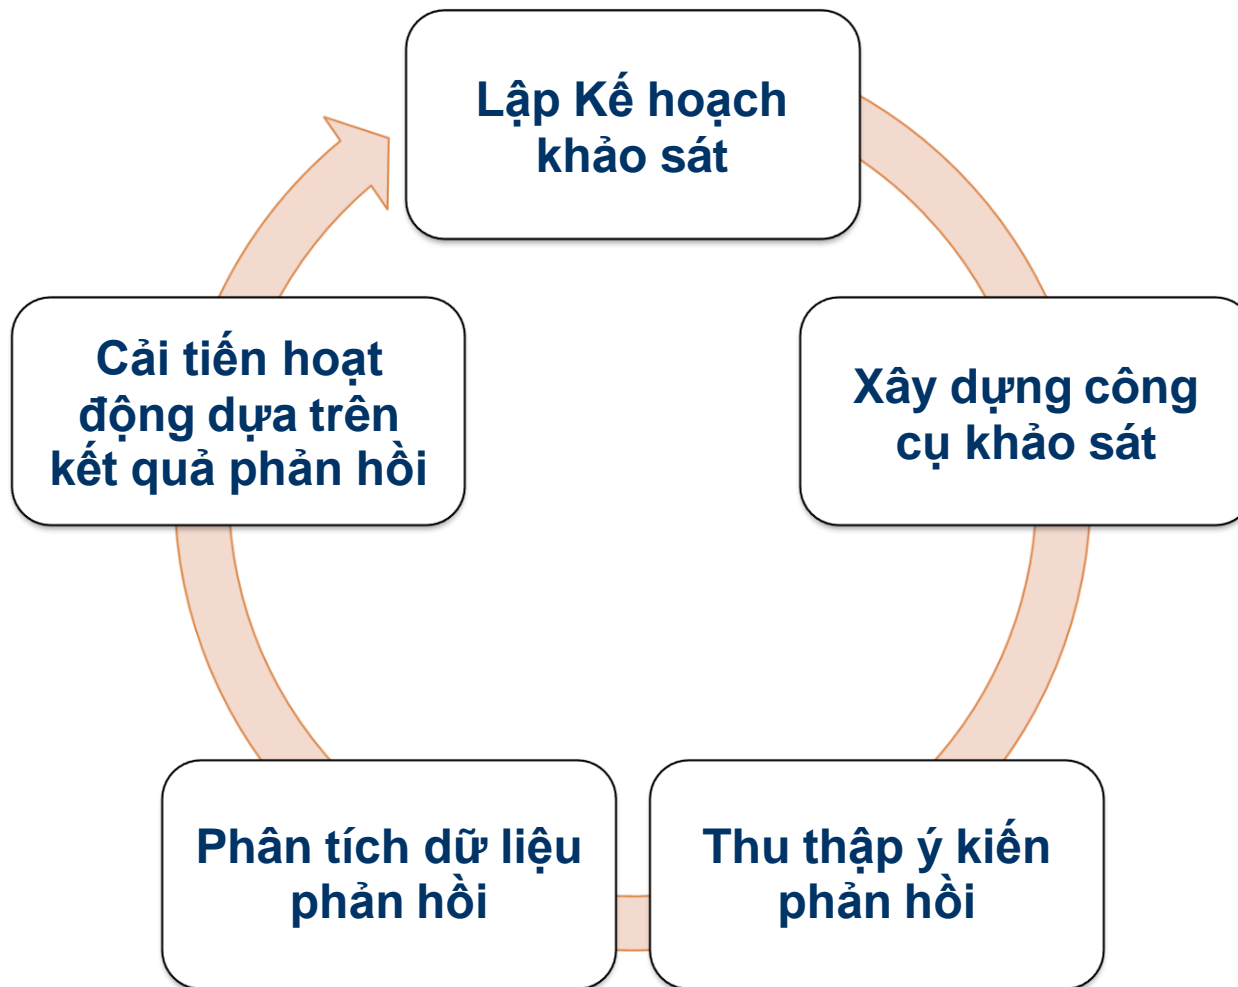 Lập Kế hoạch
khảo sát
Cải tiến hoạt
động dựa trên
kết quả phản hồi
Xây dựng công
cụ khảo sát
Phân tích dữ liệu
phản hồi
Thu thập ý kiến
phản hồi